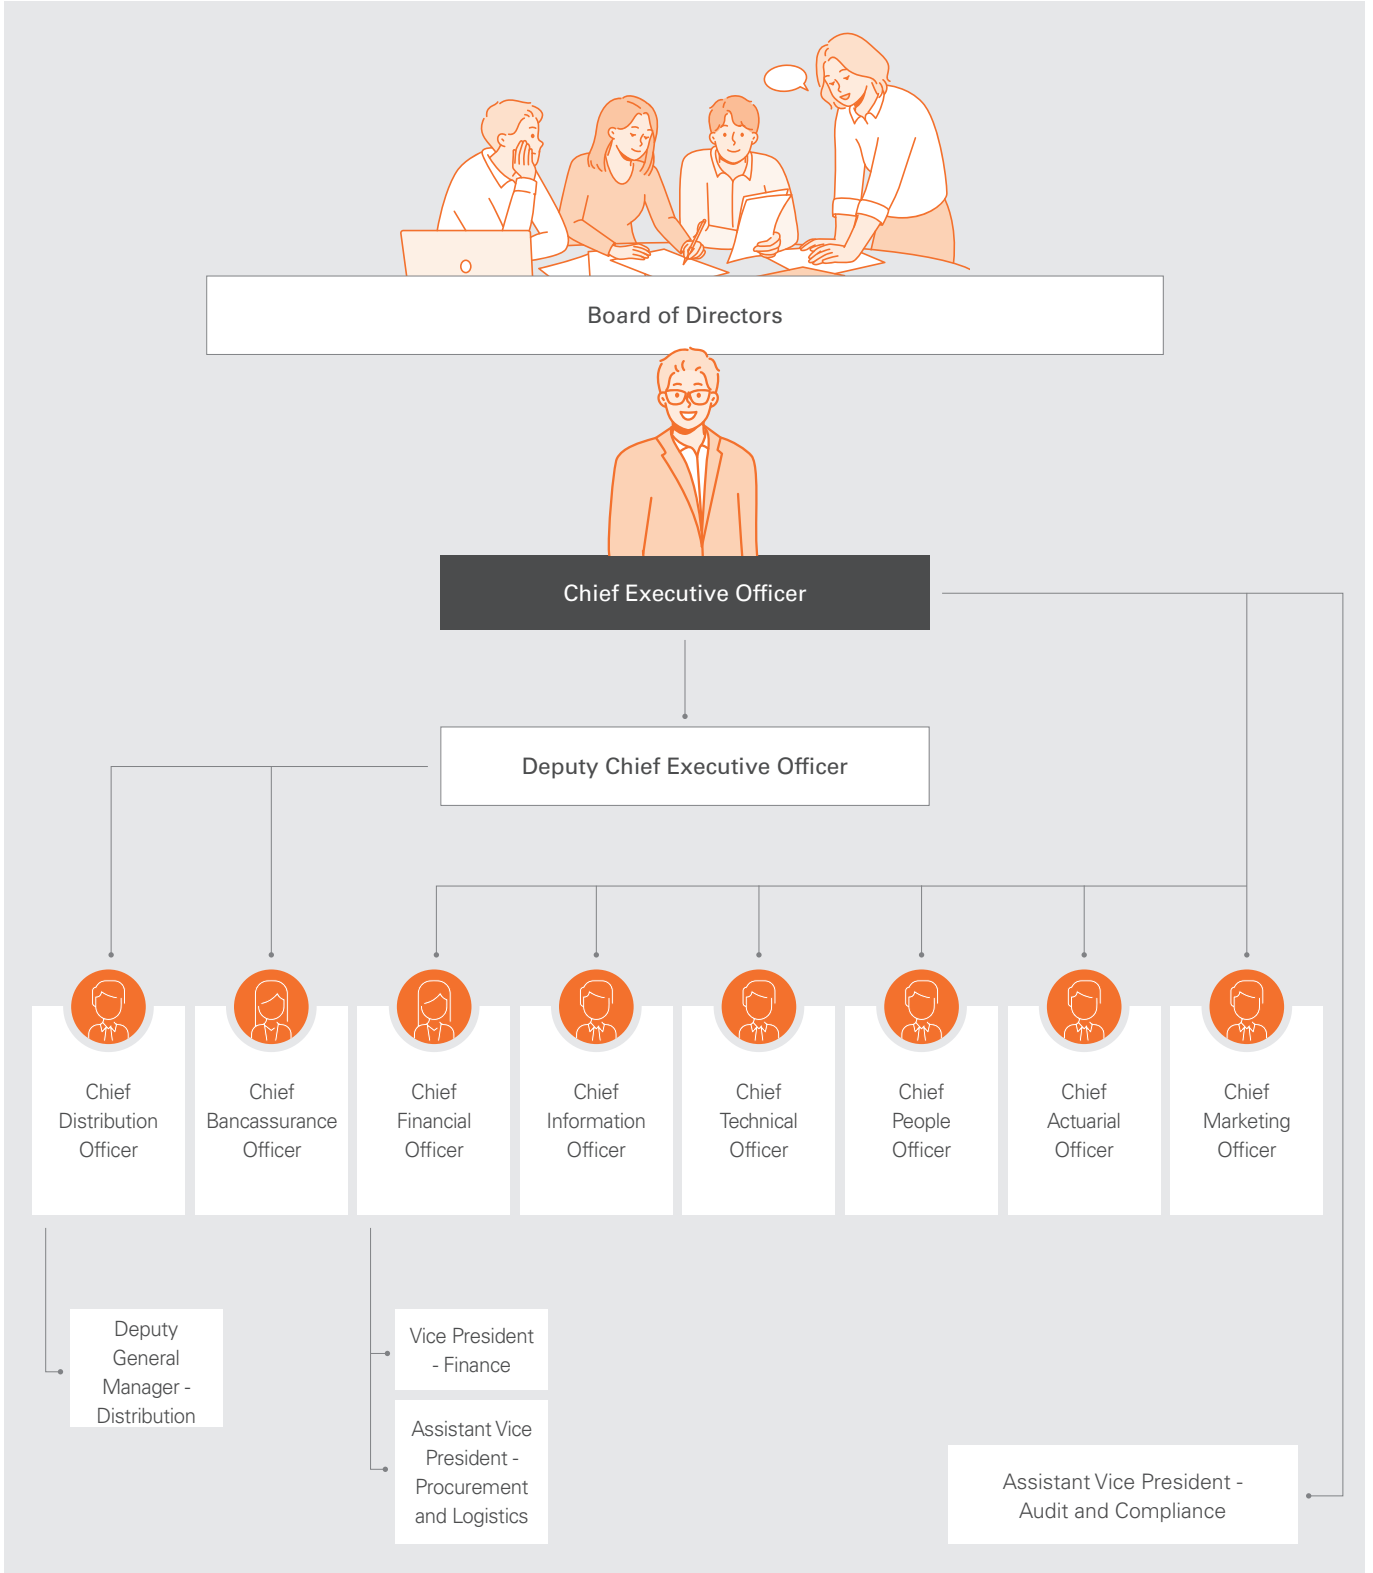 Board of Directors
Chief Executive Officer
Deputy Chief Executive Officer
Chief
Distribution
Officer
Chief
Bancassurance
Officer
Chief
Financial
Officer
Chief
Information
Officer
Chief
Technical
Officer
Chief
People
Officer
Chief
Actuarial
Officer
Chief
Marketing
Officer
Deputy
General
Manager -
Distribution
Vice President
- Finance
Assistant Vice
President -
Procurement
and Logistics
Assistant Vice President -
Audit and Compliance